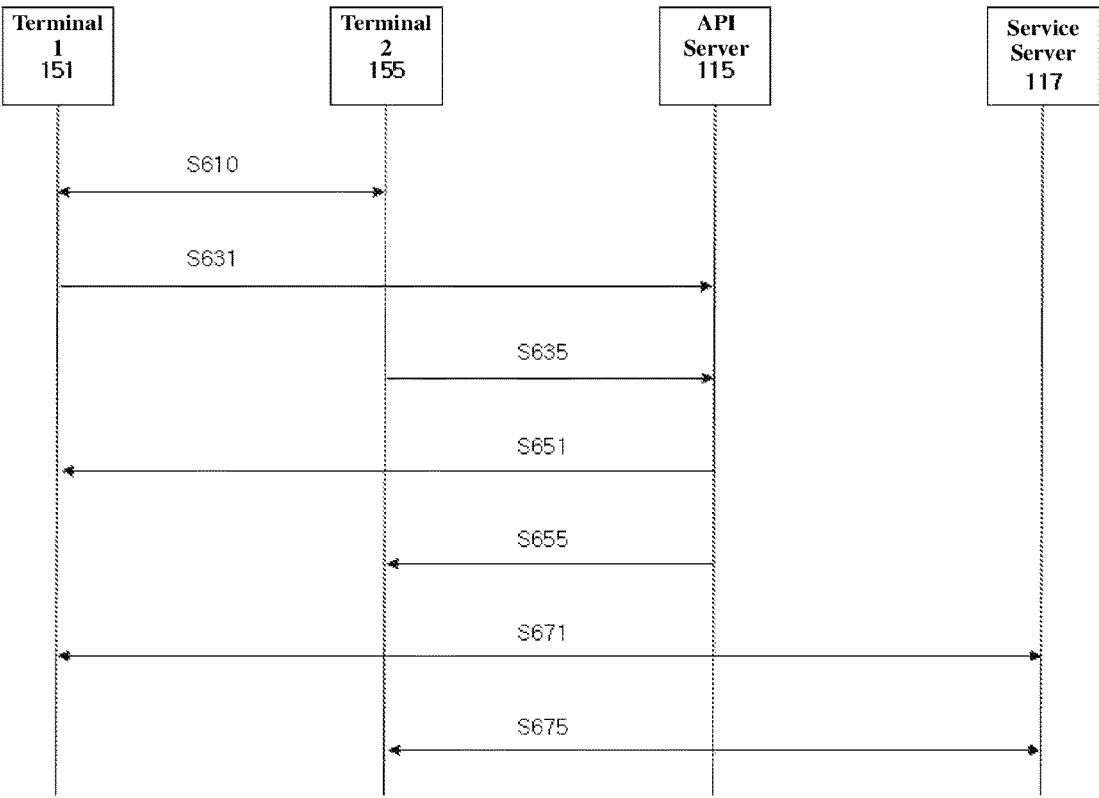 Terminal
1
151
Terminal
2
155
API
Server
115
Service
Server
117
S610
S631
S635
S651
S655
S671
S675